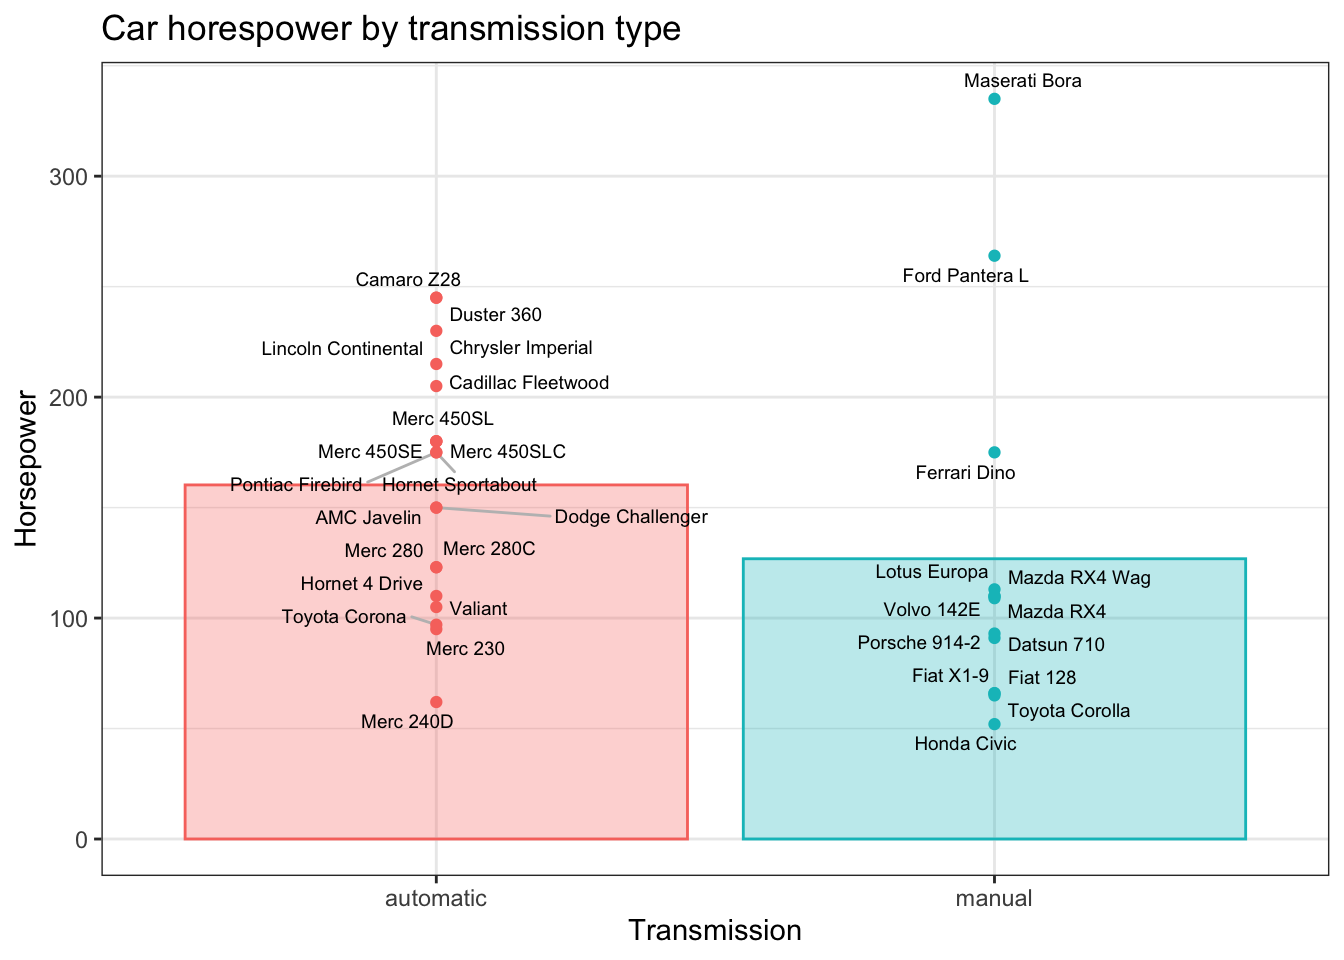 Car horespower by transmission type
Maserati Bora
300
Ford Pantera L
Camaro Z28
Duster 360
Lincoln Continental
Chrysler Imperial
Cadillac Fleetwood
200
Merc 450SL
Merc 450SE
Merc 450SLC
Ferrari Dino
Pontiac Firebird
Hornet Sportabout
AMC Javelin
Dodge Challenger
Merc 280
Merc 280C
Lotus Europa
Mazda RX4 Wag
Hornet 4 Drive
Valiant
Volvo 142E
Mazda RX4
100
Toyota Corona
Merc 230
Porsche 914-2
Datsun 710
Fiat X1-9
Fiat 128
Toyota Corolla
Merc 240D
Honda Civic
0
Horsepower
automatic
manual
Transmission